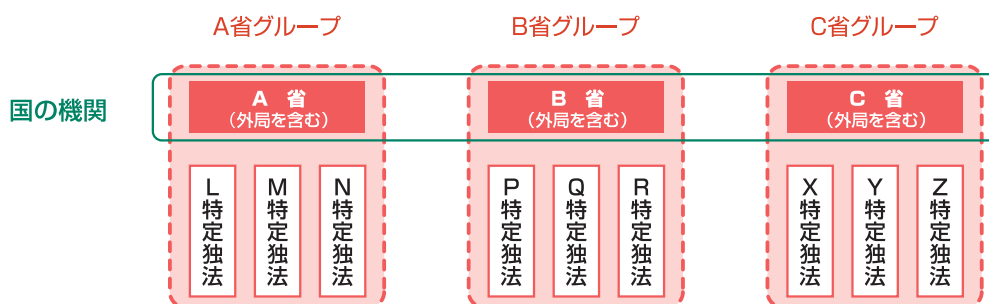 A省グループ
B省グループ
C省グループ
国の機関
A 省
(外局を含む)
B 省
(外局を含む)
C 省
(外局を含む)
L特定独法
M特定独法
N特定独法
P特定独法
Q特定独法
R特定独法
X特定独法
Y特定独法
Z特定独法